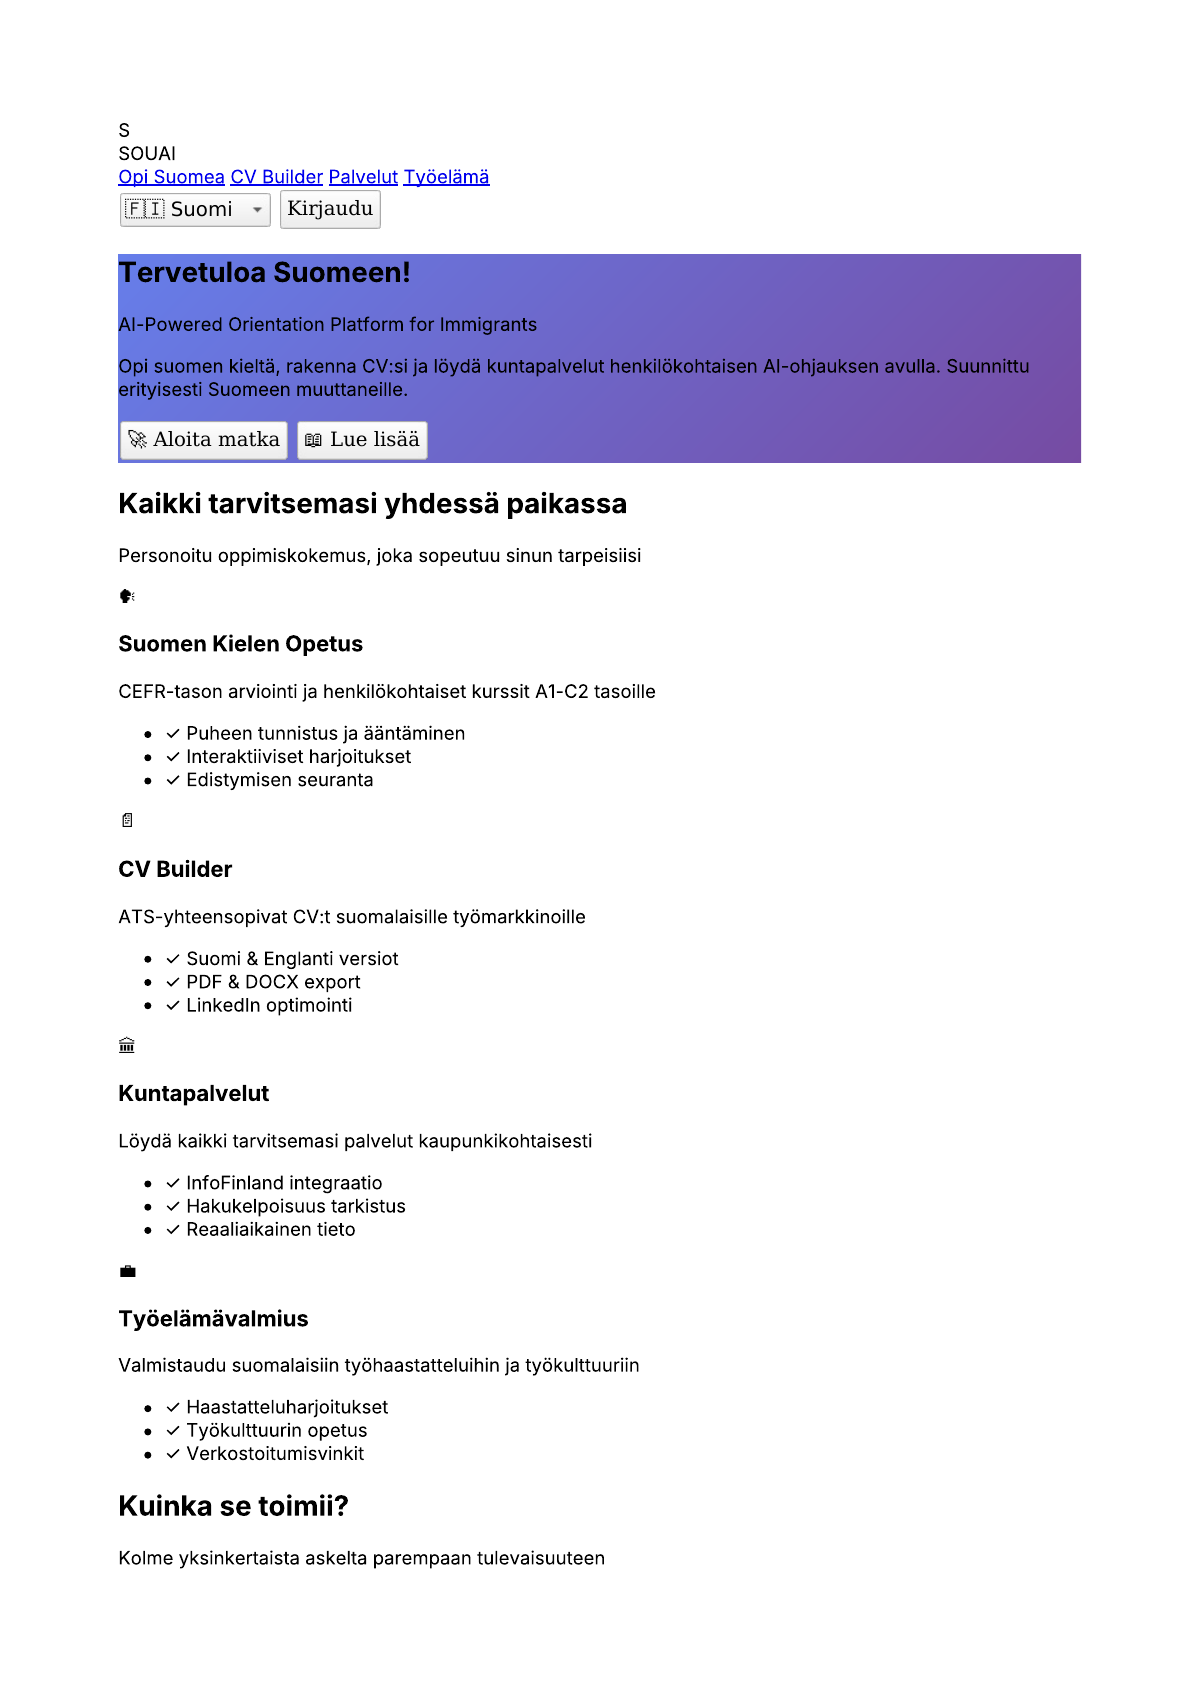 S
SOUAI
Opi Suomea CV Builder Palvelut Työelämä
🇫🇮 Suomi Kirjaudu
Tervetuloa Suomeen!
AI-Powered Orientation Platform for Immigrants
Opi suomen kieltä, rakenna CV:si ja löydä kuntapalvelut henkilökohtaisen AI-ohjauksen avulla. Suunnittu
erityisesti Suomeen muuttaneille.
🚀 Aloita matka 📖 Lue lisää
Kaikki tarvitsemasi yhdessä paikassa
Personoitu oppimiskokemus, joka sopeutuu sinun tarpeisiisi
🗣
Suomen Kielen Opetus
CEFR-tason arviointi ja henkilökohtaiset kurssit A1-C2 tasoille
• ✓ Puheen tunnistus ja ääntäminen
• ✓ Interaktiiviset harjoitukset
• ✓ Edistymisen seuranta
📄
CV Builder
ATS-yhteensopivat CV:t suomalaisille työmarkkinoille
• ✓ Suomi & Englanti versiot
• ✓ PDF & DOCX export
• ✓ LinkedIn optimointi
🏛
Kuntapalvelut
Löydä kaikki tarvitsemasi palvelut kaupunkikohtaisesti
• ✓ InfoFinland integraatio
• ✓ Hakukelpoisuus tarkistus
• ✓ Reaaliaikainen tieto
💼
Työelämävalmius
Valmistaudu suomalaisiin työhaastatteluihin ja työkulttuuriin
• ✓ Haastatteluharjoitukset
• ✓ Työkulttuurin opetus
• ✓ Verkostoitumisvinkit
Kuinka se toimii?
Kolme yksinkertaista askelta parempaan tulevaisuuteen